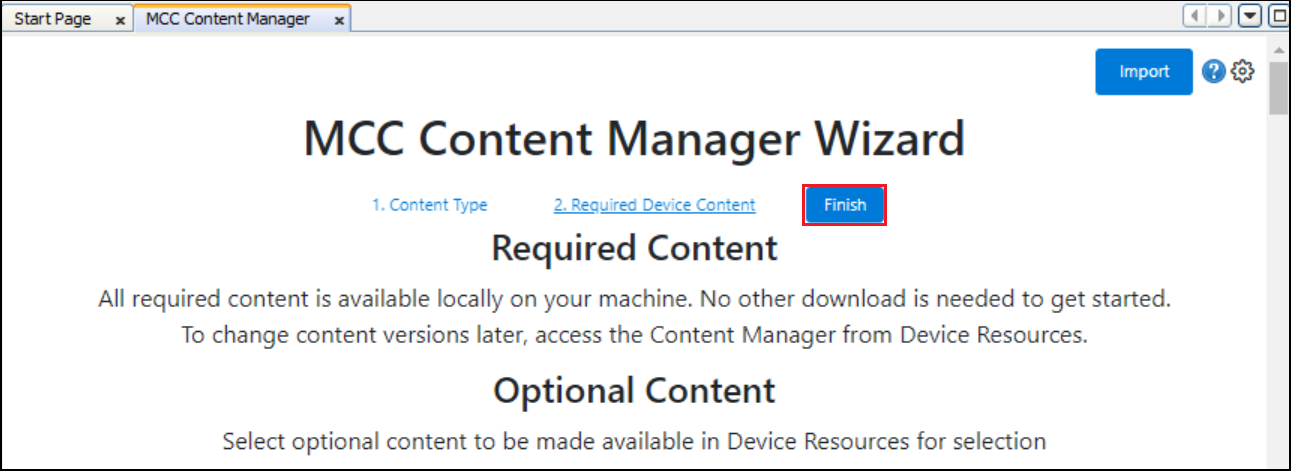 Start Page x MCC Content Manager x
Import ?
MCC Content Manager Wizard
1. Content Type 2. Required Device Content Finish
Required Content
All required content is available locally on your machine. No other download is needed to get started.
To change content versions later, access the Content Manager from Device Resources.
Optional Content
Select optional content to be made available in Device Resources for selection